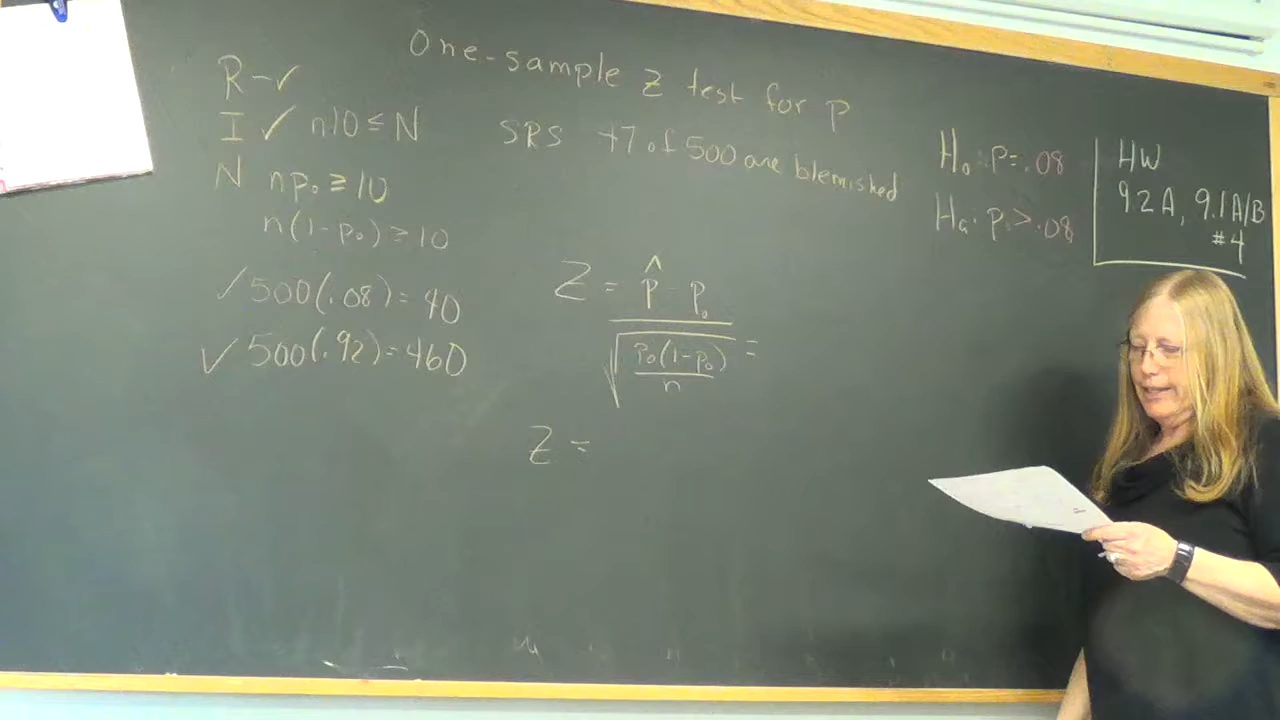 One-sample Z test for p
R - ✓
I ✓ n10 ≤ N
N np₀ ≥ 10
n(1-p₀) ≥ 10
✓ 500(.08) = 40
✓ 500(.92) = 460
SRS 47 of 500 are blemished
Z = p̂ - p₀
√ p₀(1-p₀) =
n
Z =
H₀: p = .08
Hₐ: p > .08
HW
9.2A, 9.1A/B
#4